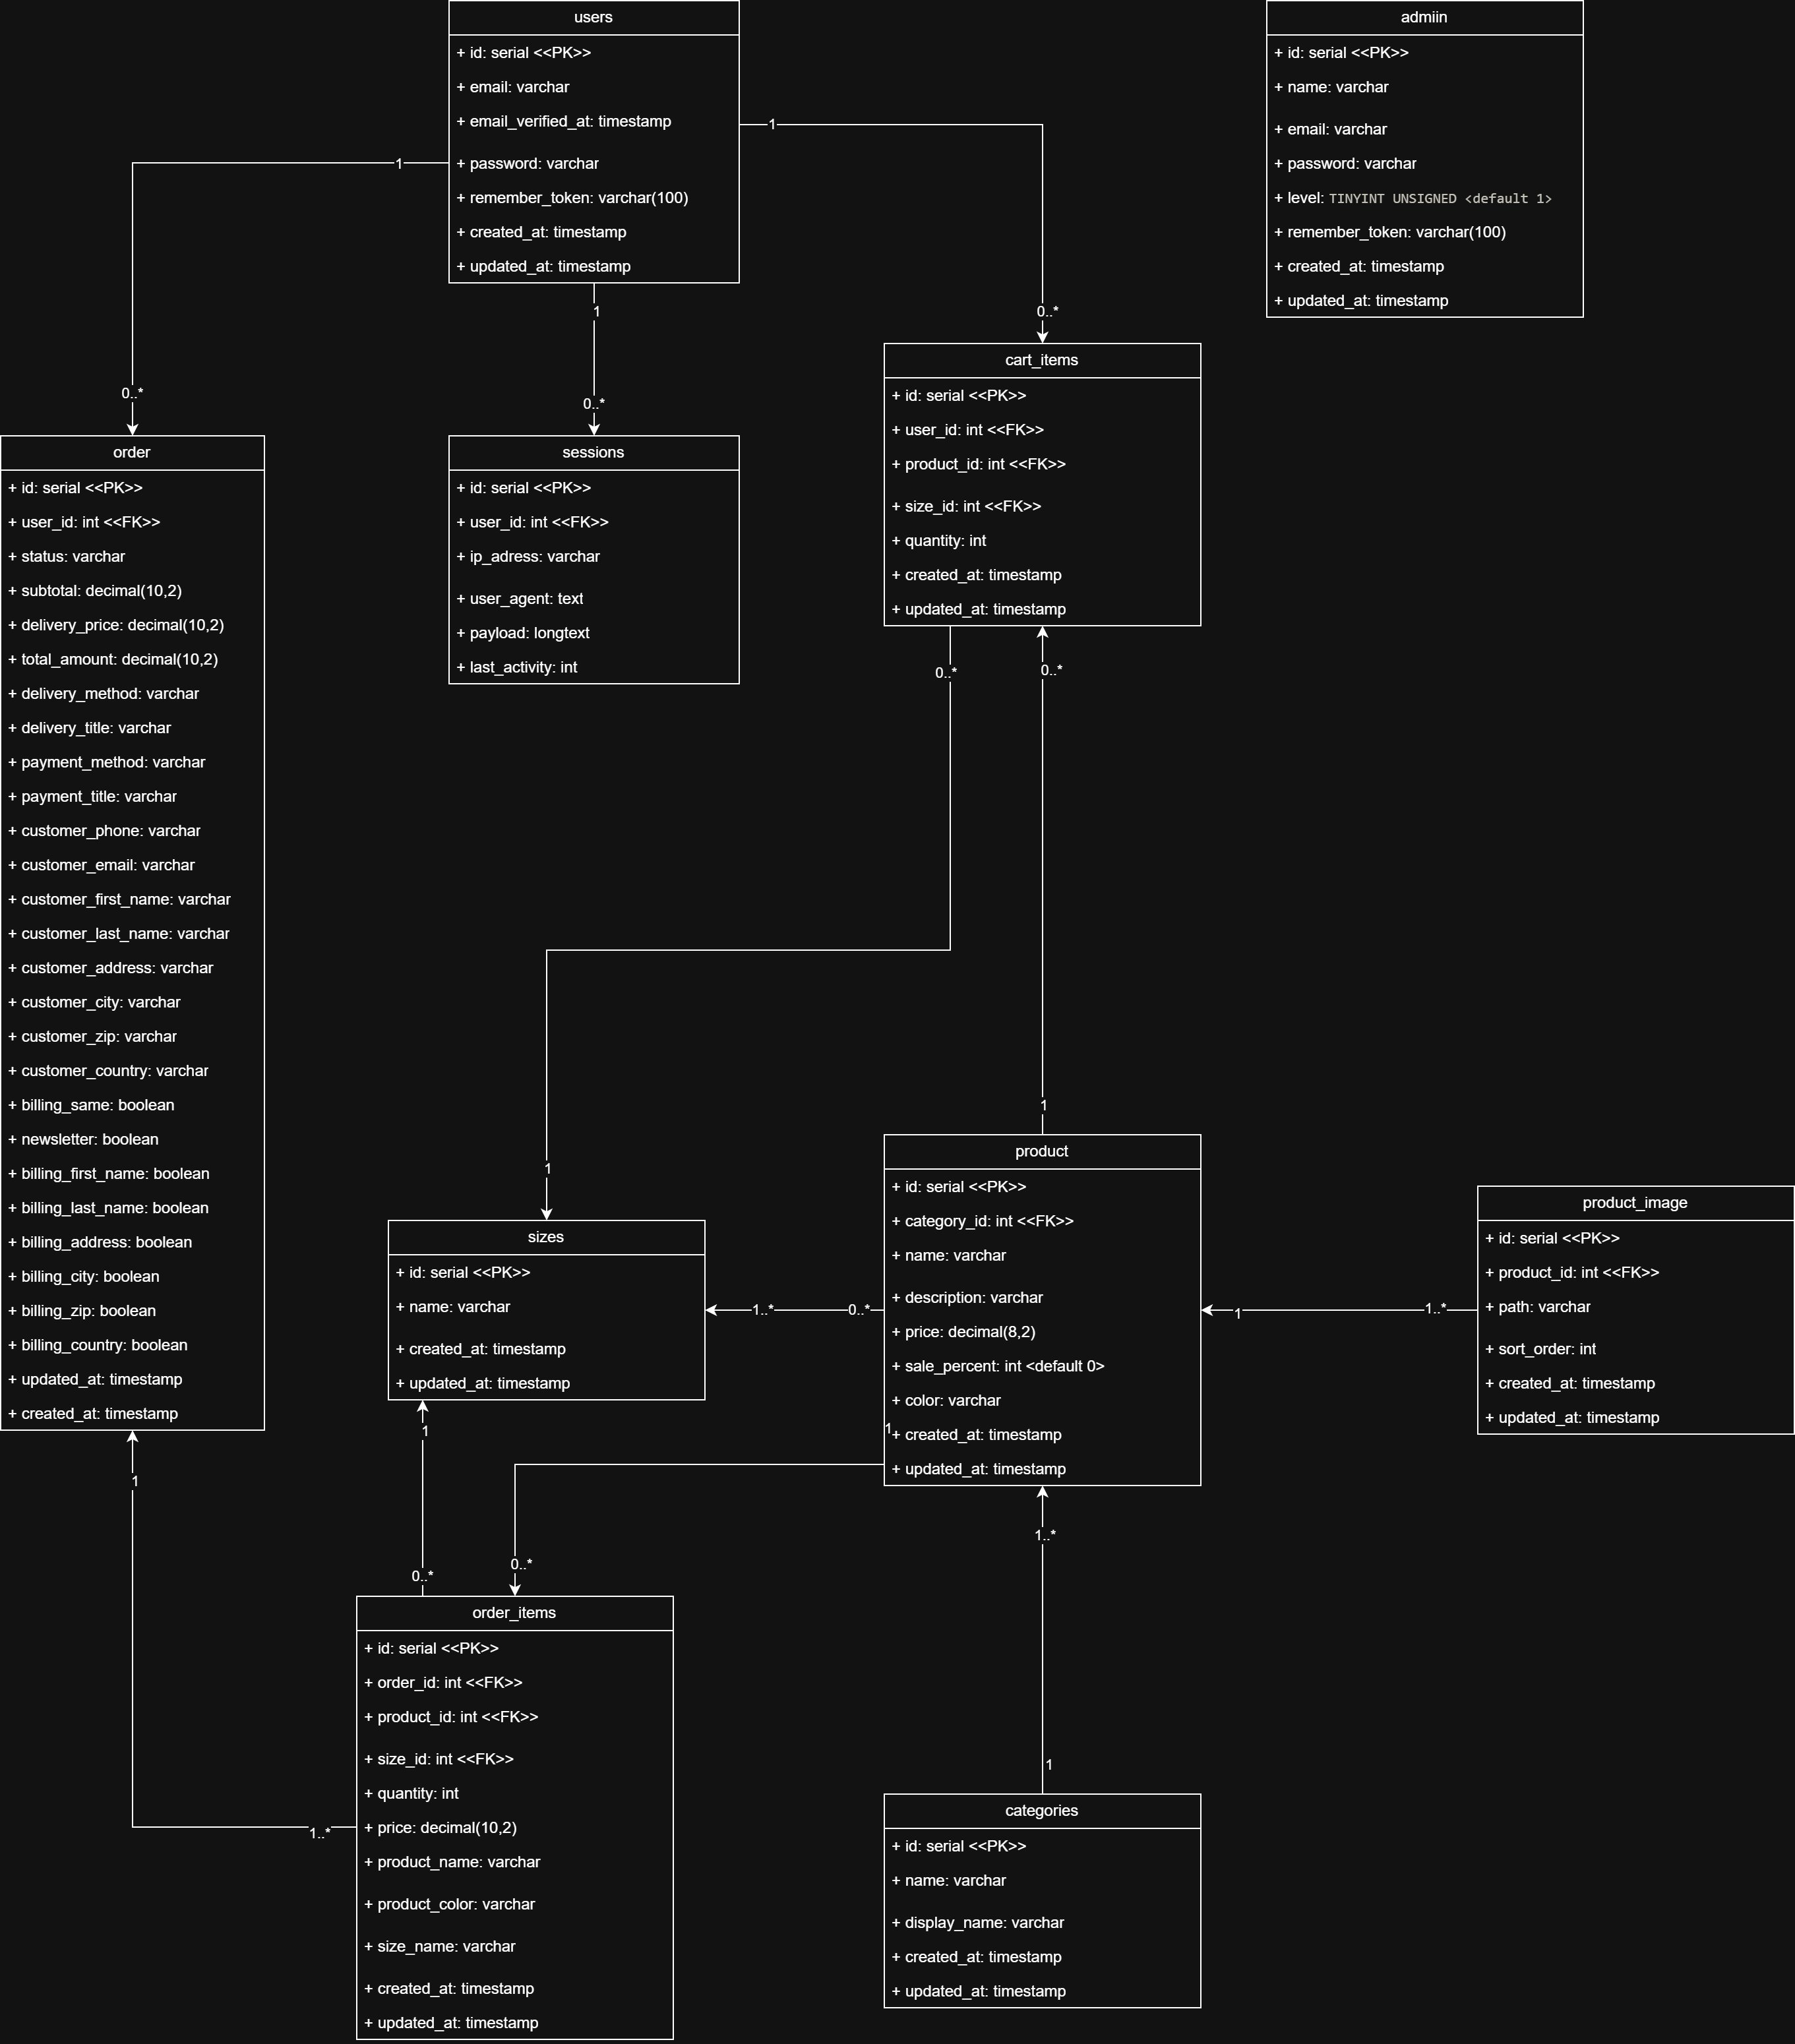 users
+ id: serial <<PK>>
+ email: varchar
+ email_verified_at: timestamp
+ password: varchar
+ remember_token: varchar(100)
+ created_at: timestamp
+ updated_at: timestamp
admiin
+ id: serial <<PK>>
+ name: varchar
+ email: varchar
+ password: varchar
+ level: TINYINT UNSIGNED <default 1>
+ remember_token: varchar(100)
+ created_at: timestamp
+ updated_at: timestamp
1
1
1
0..*
0..*
0..*
cart_items
+ id: serial <<PK>>
+ user_id: int <<FK>>
+ product_id: int <<FK>>
+ size_id: int <<FK>>
+ quantity: int
+ created_at: timestamp
+ updated_at: timestamp
order
+ id: serial <<PK>>
+ user_id: int <<FK>>
+ status: varchar
+ subtotal: decimal(10,2)
+ delivery_price: decimal(10,2)
+ total_amount: decimal(10,2)
+ delivery_method: varchar
+ delivery_title: varchar
+ payment_method: varchar
+ payment_title: varchar
+ customer_phone: varchar
+ customer_email: varchar
+ customer_first_name: varchar
+ customer_last_name: varchar
+ customer_address: varchar
+ customer_city: varchar
+ customer_zip: varchar
+ customer_country: varchar
+ billing_same: boolean
+ newsletter: boolean
+ billing_first_name: boolean
+ billing_last_name: boolean
+ billing_address: boolean
+ billing_city: boolean
+ billing_zip: boolean
+ billing_country: boolean
+ updated_at: timestamp
+ created_at: timestamp
sessions
+ id: serial <<PK>>
+ user_id: int <<FK>>
+ ip_adress: varchar
+ user_agent: text
+ payload: longtext
+ last_activity: int
0..*
0..*
1
1
product
+ id: serial <<PK>>
+ category_id: int <<FK>>
+ name: varchar
+ description: varchar
+ price: decimal(8,2)
+ sale_percent: int <default 0>
+ color: varchar
+ created_at: timestamp
+ updated_at: timestamp
product_image
+ id: serial <<PK>>
+ product_id: int <<FK>>
+ path: varchar
+ sort_order: int
+ created_at: timestamp
+ updated_at: timestamp
sizes
+ id: serial <<PK>>
+ name: varchar
+ created_at: timestamp
+ updated_at: timestamp
1..*
0..*
1
1..*
1
1
1
1..*
0..*
0..*
1
1..*
order_items
+ id: serial <<PK>>
+ order_id: int <<FK>>
+ product_id: int <<FK>>
+ size_id: int <<FK>>
+ quantity: int
+ price: decimal(10,2)
+ product_name: varchar
+ product_color: varchar
+ size_name: varchar
+ created_at: timestamp
+ updated_at: timestamp
categories
+ id: serial <<PK>>
+ name: varchar
+ display_name: varchar
+ created_at: timestamp
+ updated_at: timestamp